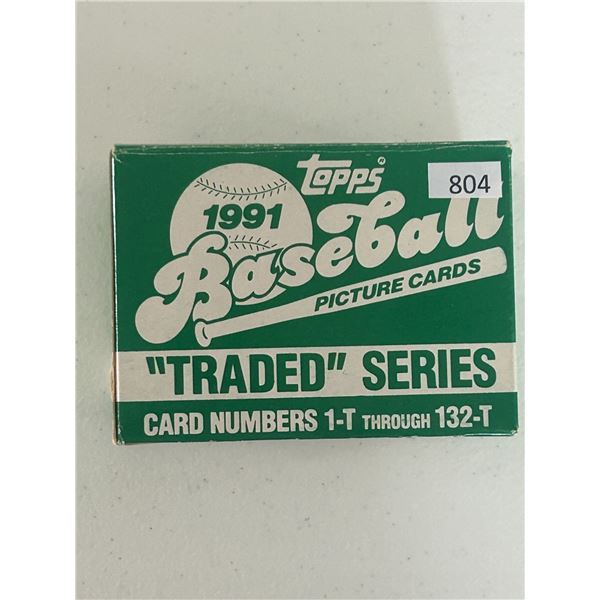 Topps
804
1991
Baseball
PICTURE CARDS
"TRADED" SERIES
CARD NUMBERS 1-T THROUGH 132-T